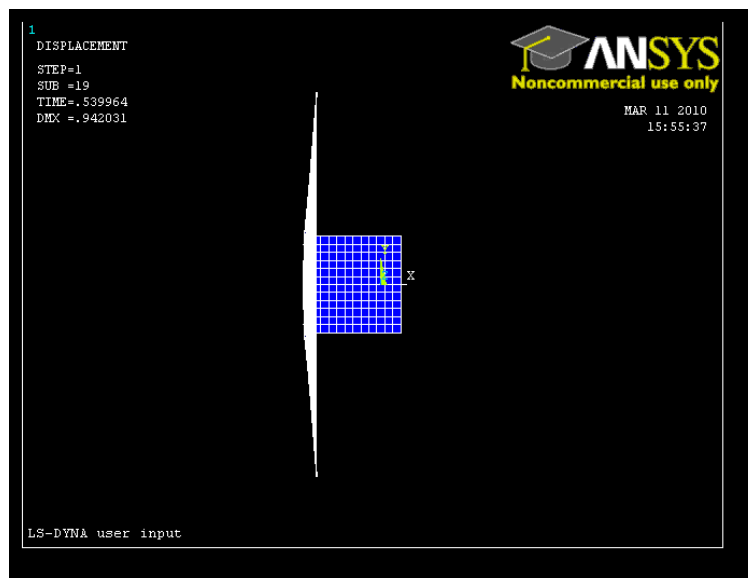 1
DISPLACEMENT
STEP=1
SUB =19
TIME=.539964
DMX =.942031
ANSYS
Noncommercial use only
MAR 11 2010
15:55:37
X
LS-DYNA user input